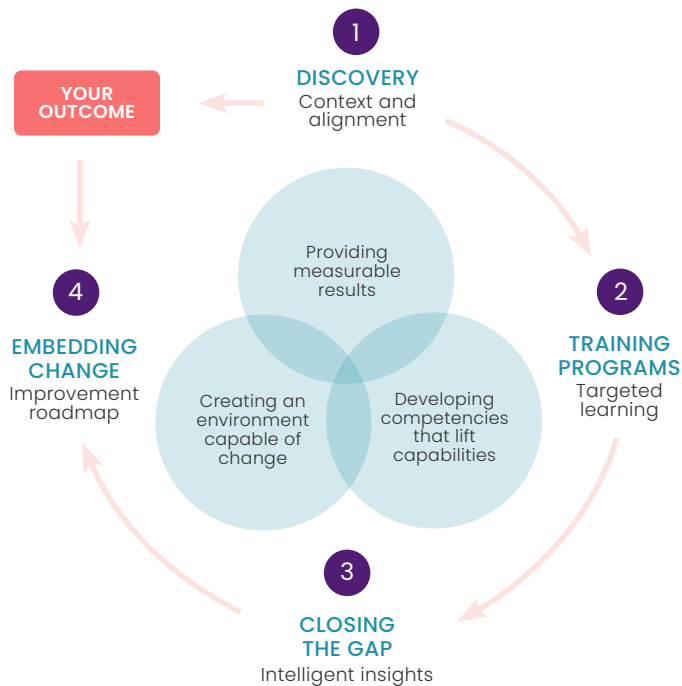 1
DISCOVERY
Context and
alignment
YOUR
OUTCOME
Providing
measurable
results
2
TRAINING
PROGRAMS
Targeted
learning
4
EMBEDDING
CHANGE
Improvement
roadmap
Creating an
environment
capable of
change
Developing
competencies
that lift
capabilities
3
CLOSING
THE GAP
Intelligent insights